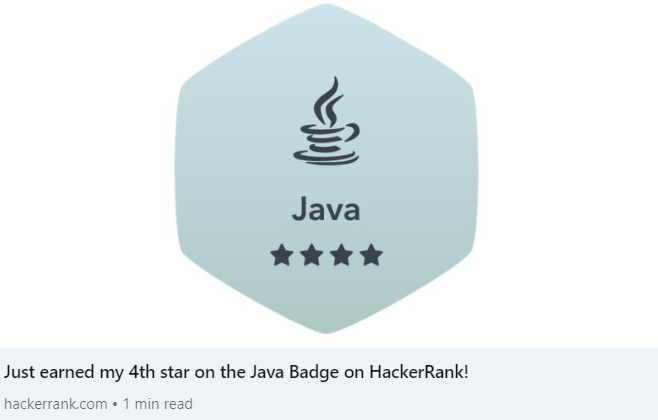 Java
Just earned my 4th star on the Java Badge on HackerRank!
hackerrank.com • 1 min read